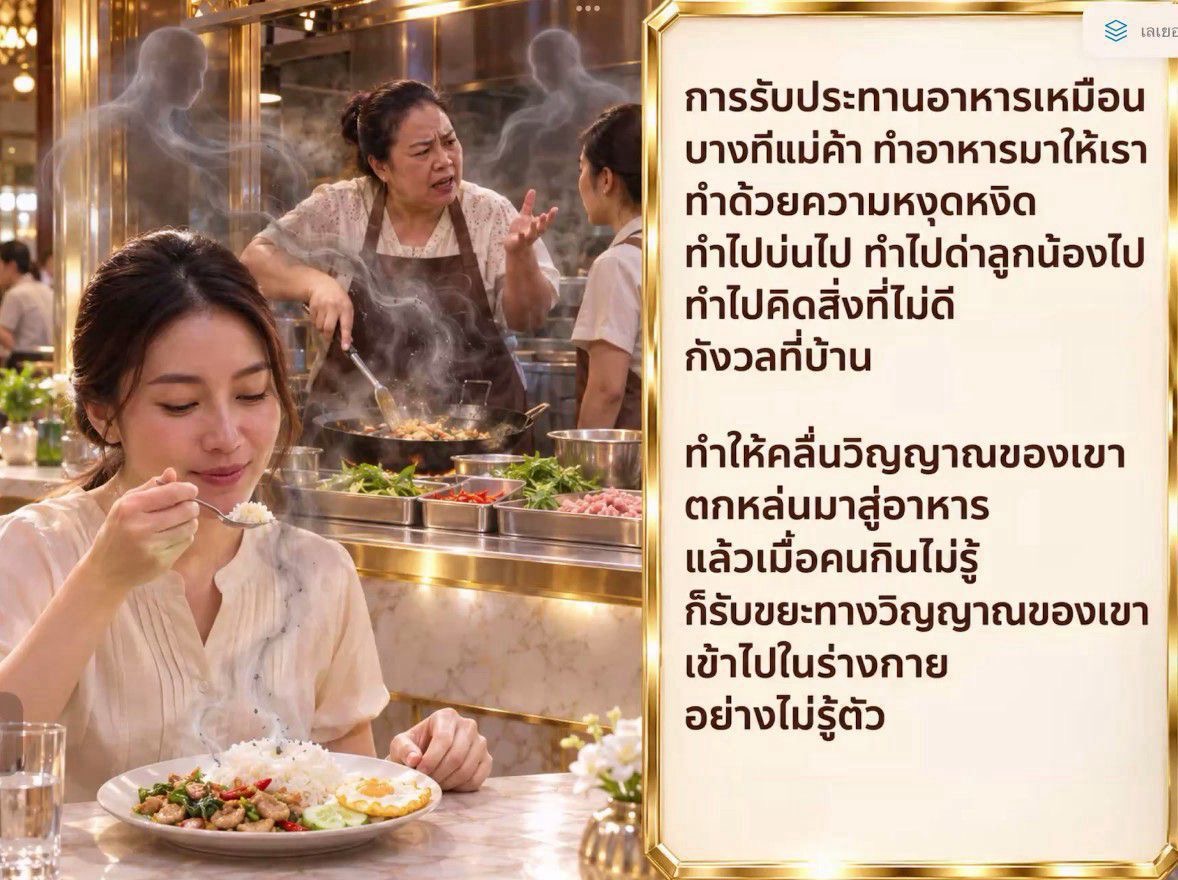 การรับประทานอาหารเหมือน
บางทีแม่ค้า ทำอาหารมาให้เรา
ทำด้วยความหงุดหงิด
ทำไปบ่นไป ทำไปด่าลูกน้องไป
ทำไปคิดสิ่งที่ไม่ดี
กังวลที่บ้าน
ทำให้คลื่นวิญญาณของเขา
ตกหล่นมาสู่อาหาร
แล้วเมื่อคนกินไม่รู้
ก็รับขยะทางวิญญาณของเขา
เข้าไปในร่างกาย
อย่างไม่รู้ตัว